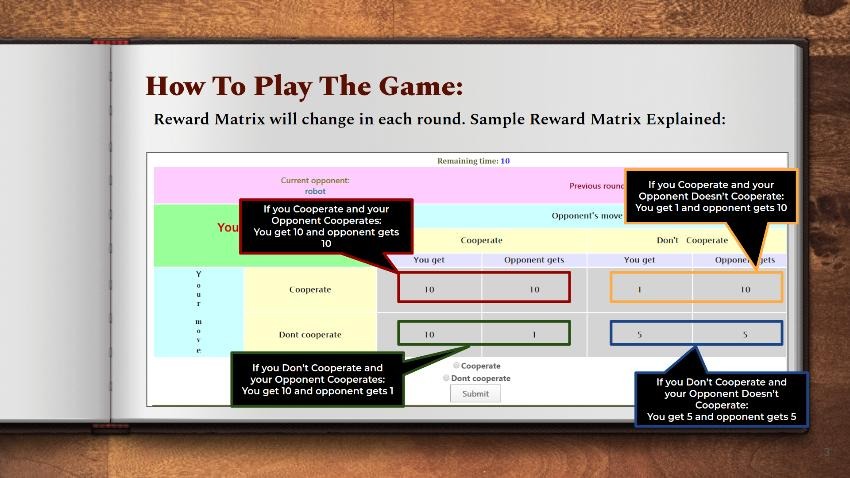 How To Play The Game:
Reward Matrix will change in each round. Sample Reward Matrix Explained:
Remaining time: 10
Current opponent:
robot
Previous roun
If you Cooperate and your
Opponent Doesn't Cooperate:
You get 1 and opponent gets 10
If you Cooperate and your
Opponent Cooperates:
You get 10 and opponent gets
10
You
Opponent's move
Cooperate
Don't Cooperate
You get
Opponent gets
You get
Opponent gets
Your move
Cooperate
10
10
1
10
Dont cooperate
10
1
5
5
If you Don't Cooperate and
your Opponent Cooperates:
You get 10 and opponent gets 1
Cooperate
Dont cooperate
Submit
If you Don't Cooperate and
your Opponent Doesn't
Cooperate:
You get 5 and opponent gets 5
3